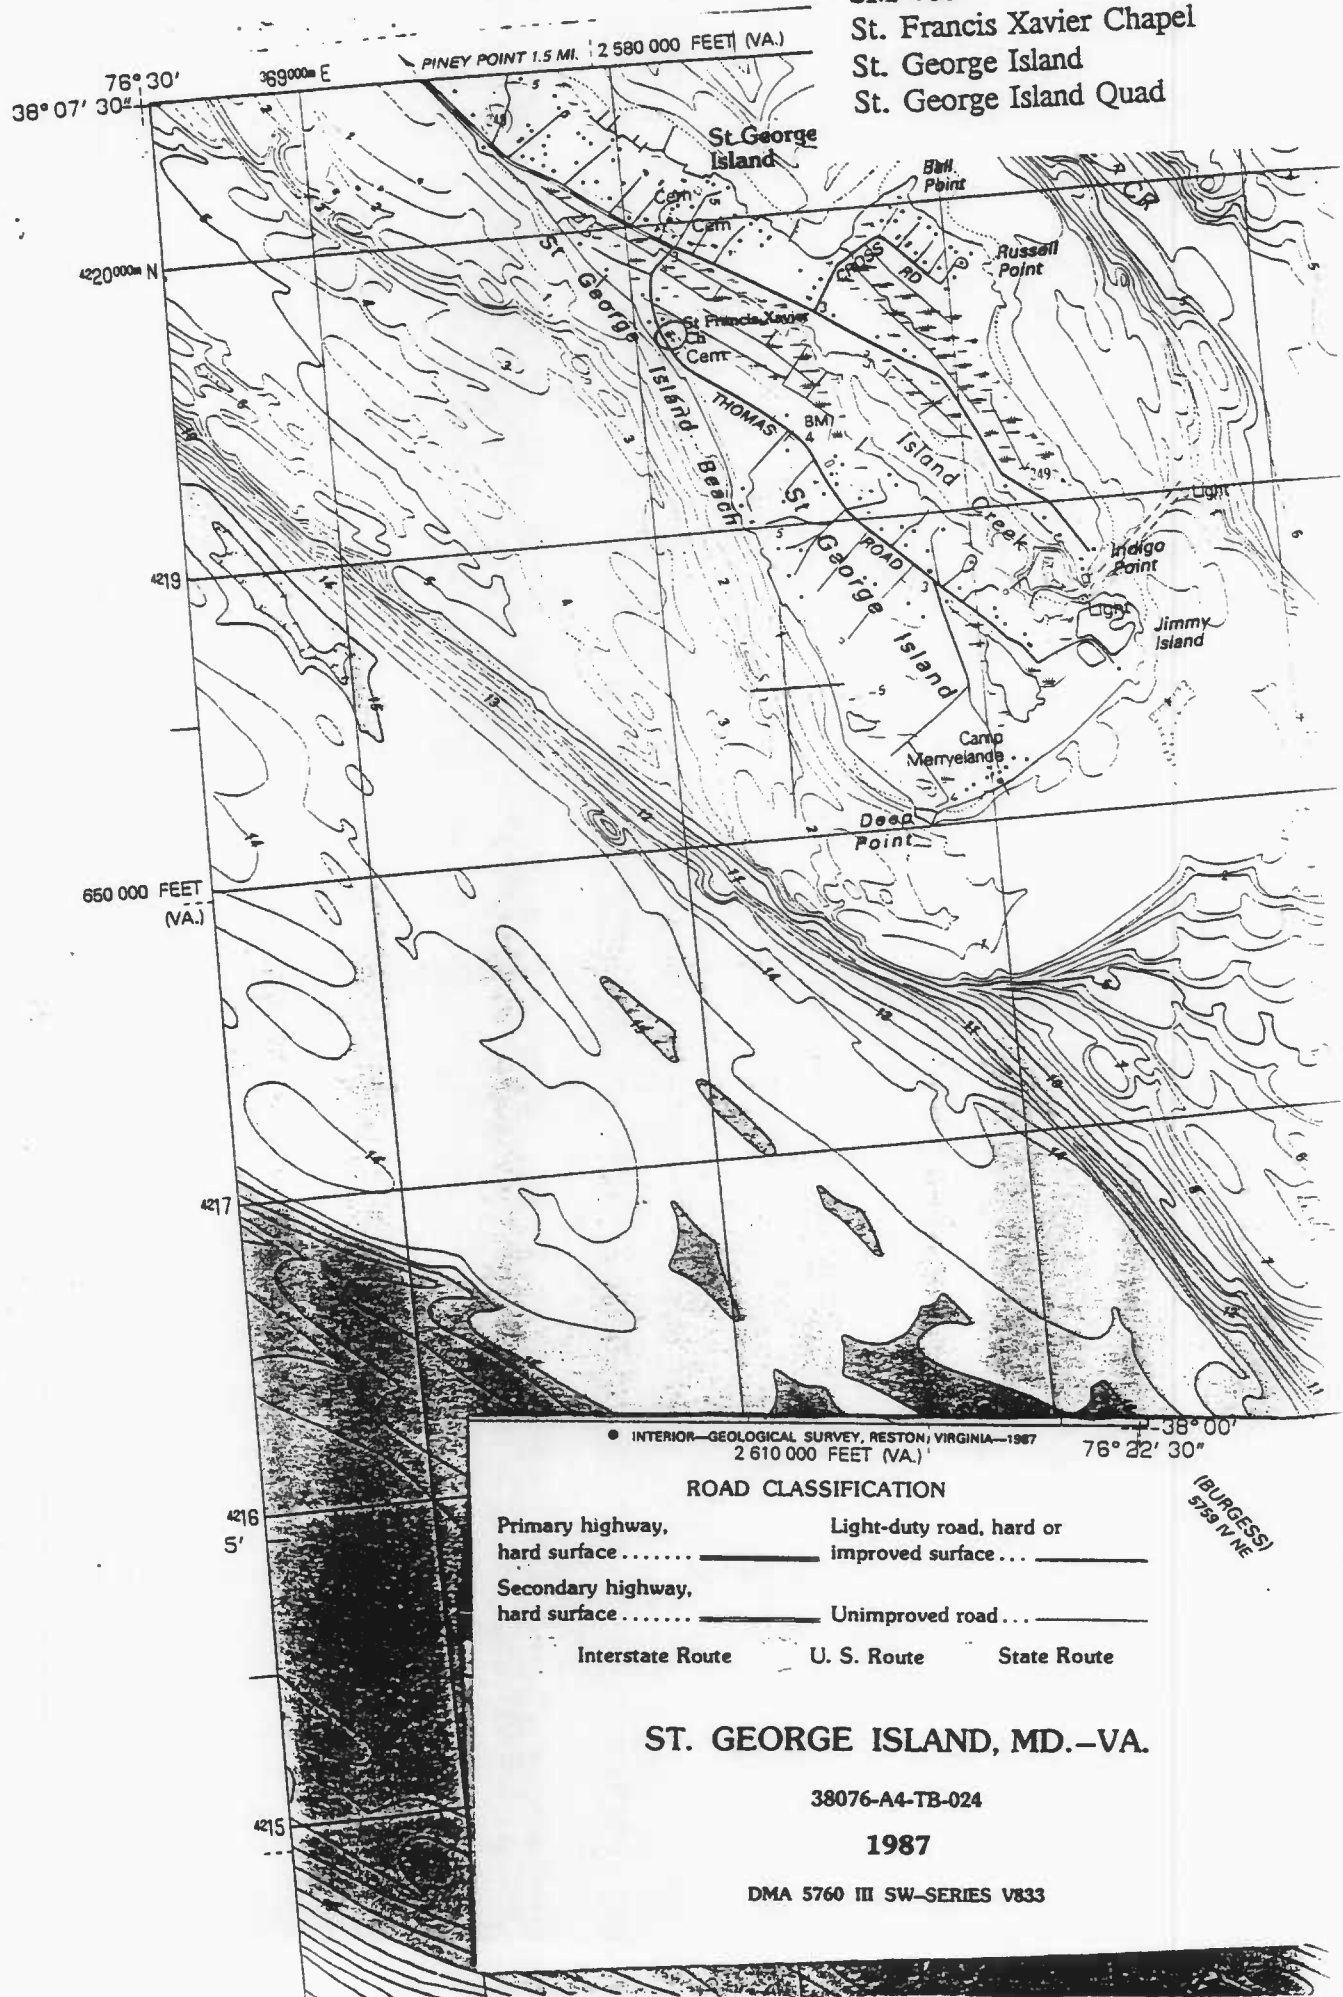 St. Francis Xavier Chapel
St. George Island
St. George Island Quad
PINEY POINT 1.5 MI.
2 580 000 FEET (VA.)
76° 30'
369000m E
38° 07' 30"
St George
Island
Ball
Point
Cem
Cem
CROSS
RD
Russell
Point
4220000m N
St George Island Beach
St Francis Xavier
Ch
Cem
THOMAS
ROAD
BM
4
Island
Creek
249
Light
Indigo
Point
Light
Jimmy
Island
4219
St George Island
Camp
Merryelande
Deep
Point
650 000 FEET
(VA.)
4217
4216
5'
4215
INTERIOR—GEOLOGICAL SURVEY, RESTON, VIRGINIA—1987
38° 00'
2 610 000 FEET (VA.)
76° 22' 30"
(BURGESS)
5759 IV NE
ROAD CLASSIFICATION
Primary highway,
hard surface.......
Light-duty road, hard or
improved surface...
Secondary highway,
hard surface.......
Unimproved road...
Interstate Route
U. S. Route
State Route
ST. GEORGE ISLAND, MD.–VA.
38076-A4-TB-024
1987
DMA 5760 III SW–SERIES V833